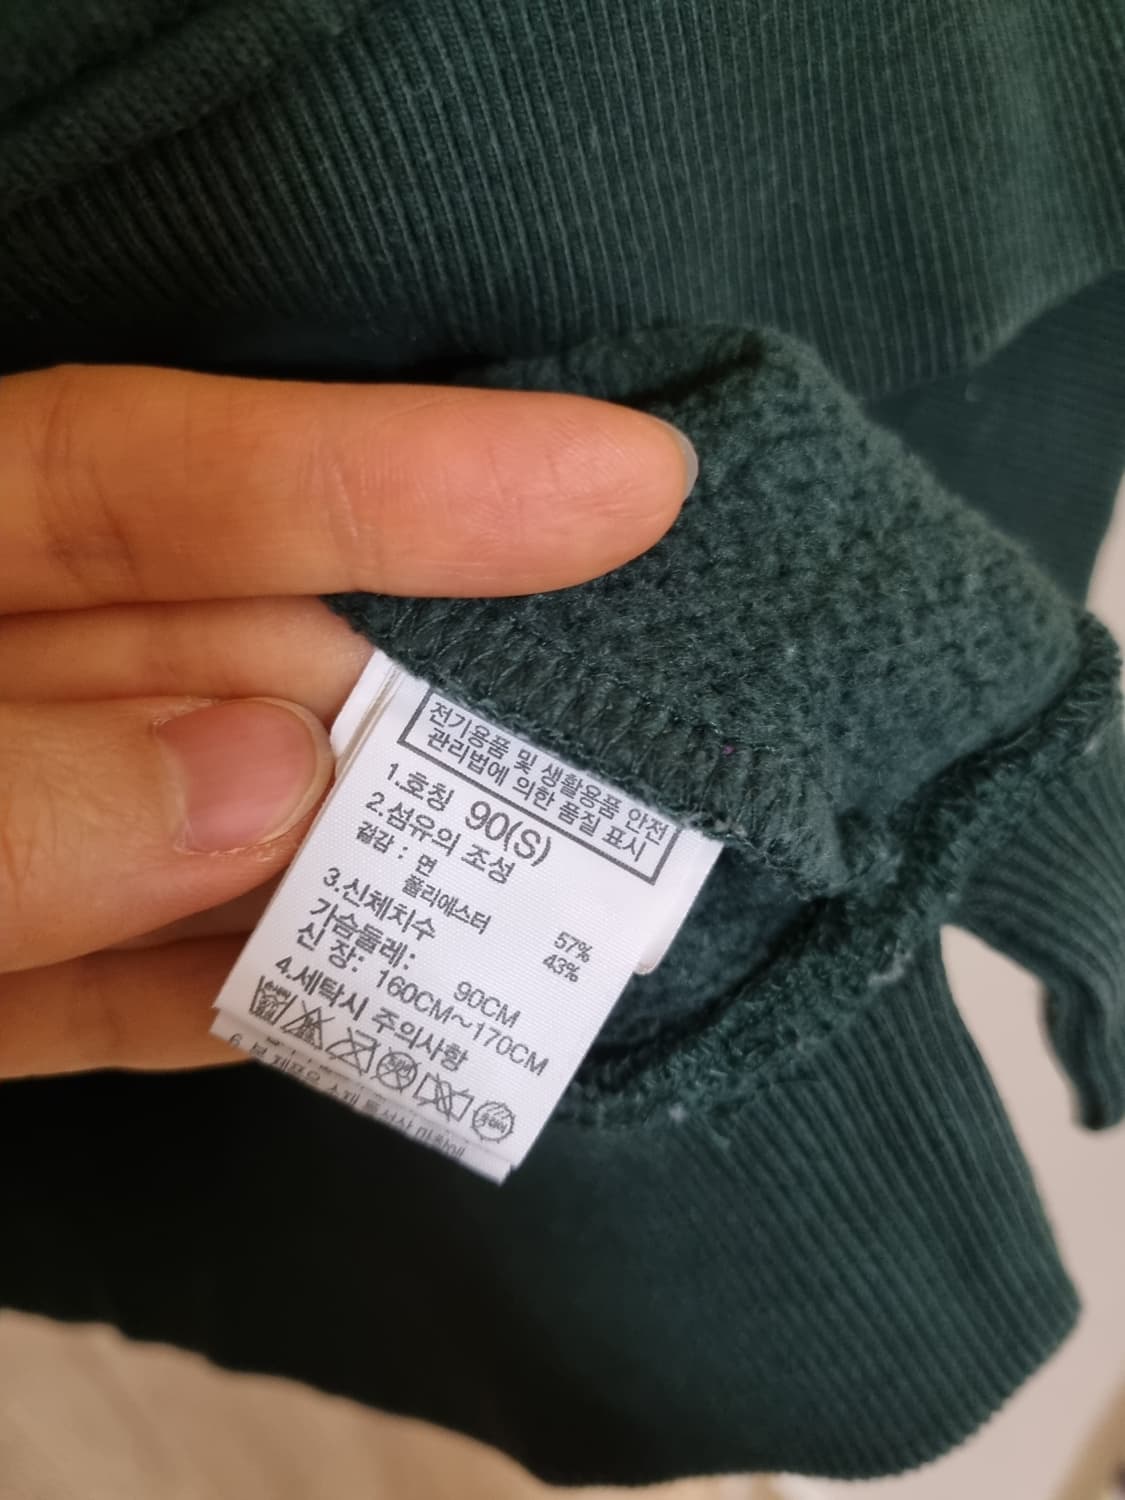 전기용품 및 생활용품 안전
관리법에 의한 품질 표시
1.호칭 90(S)
2.섬유의 조성
겉감 : 면 57%
폴리에스터 43%
3.신체치수
가슴둘레: 90CM
신 장: 160CM~170CM
4.세탁시 주의사항